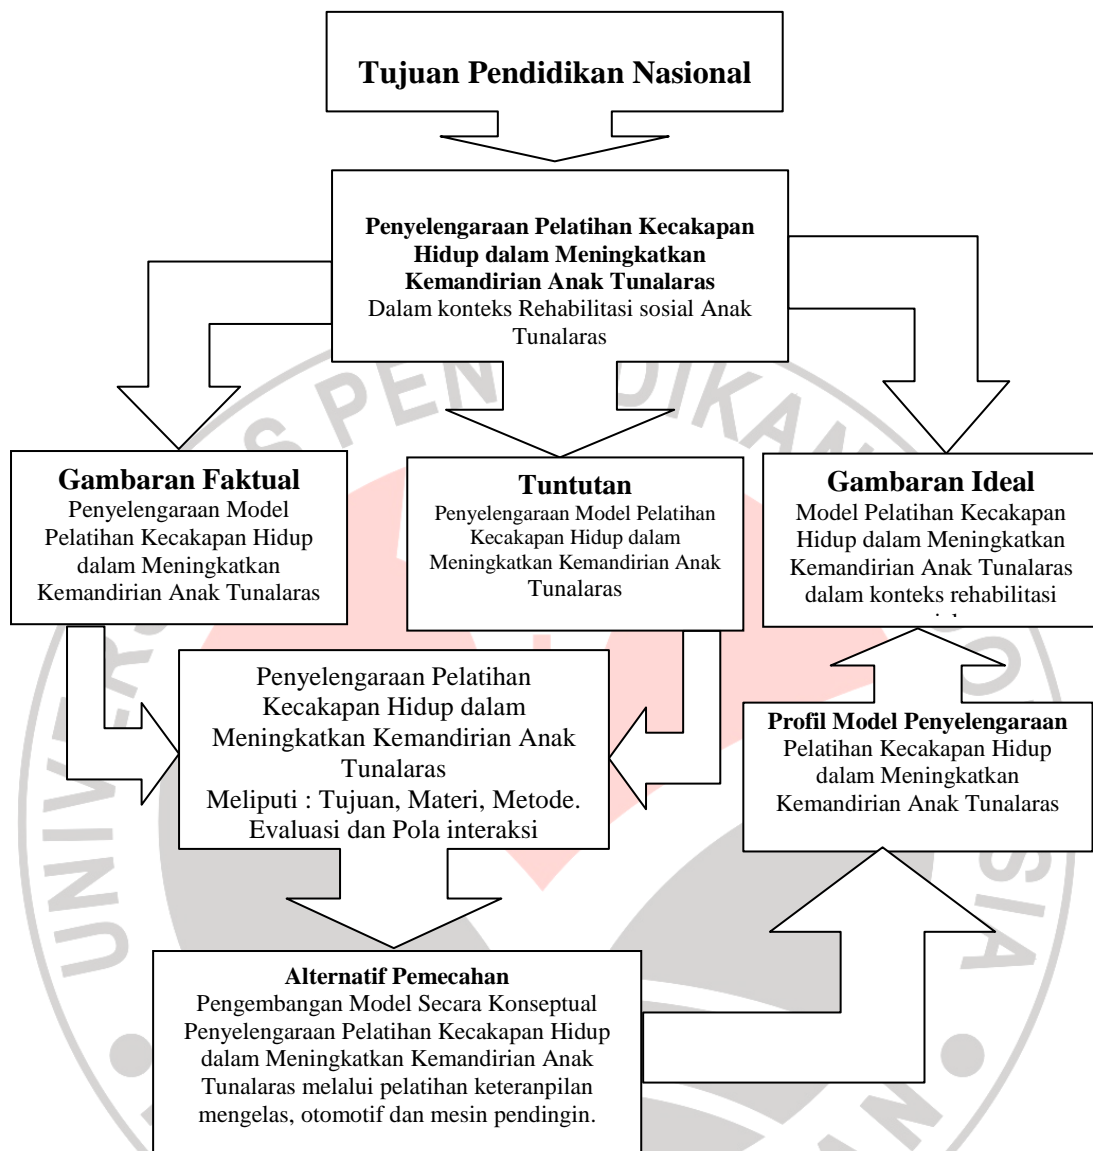 Tujuan Pendidikan Nasional
Penyelengaraan Pelatihan Kecakapan
Hidup dalam Meningkatkan
Kemandirian Anak Tunalaras
Dalam konteks Rehabilitasi sosial Anak
Tunalaras
Gambaran Faktual
Penyelengaraan Model
Pelatihan Kecakapan Hidup
dalam Meningkatkan
Kemandirian Anak Tunalaras
Tuntutan
Penyelengaraan Model Pelatihan
Kecakapan Hidup dalam
Meningkatkan Kemandirian Anak
Tunalaras
Gambaran Ideal
Model Pelatihan Kecakapan
Hidup dalam Meningkatkan
Kemandirian Anak Tunalaras
dalam konteks rehabilitasi
Penyelengaraan Pelatihan
Kecakapan Hidup dalam
Meningkatkan Kemandirian Anak
Tunalaras
Meliputi : Tujuan, Materi, Metode.
Evaluasi dan Pola interaksi
Profil Model Penyelengaraan
Pelatihan Kecakapan Hidup
dalam Meningkatkan
Kemandirian Anak Tunalaras
Alternatif Pemecahan
Pengembangan Model Secara Konseptual
Penyelengaraan Pelatihan Kecakapan Hidup
dalam Meningkatkan Kemandirian Anak
Tunalaras melalui pelatihan keteranpilan
mengelas, otomotif dan mesin pendingin.